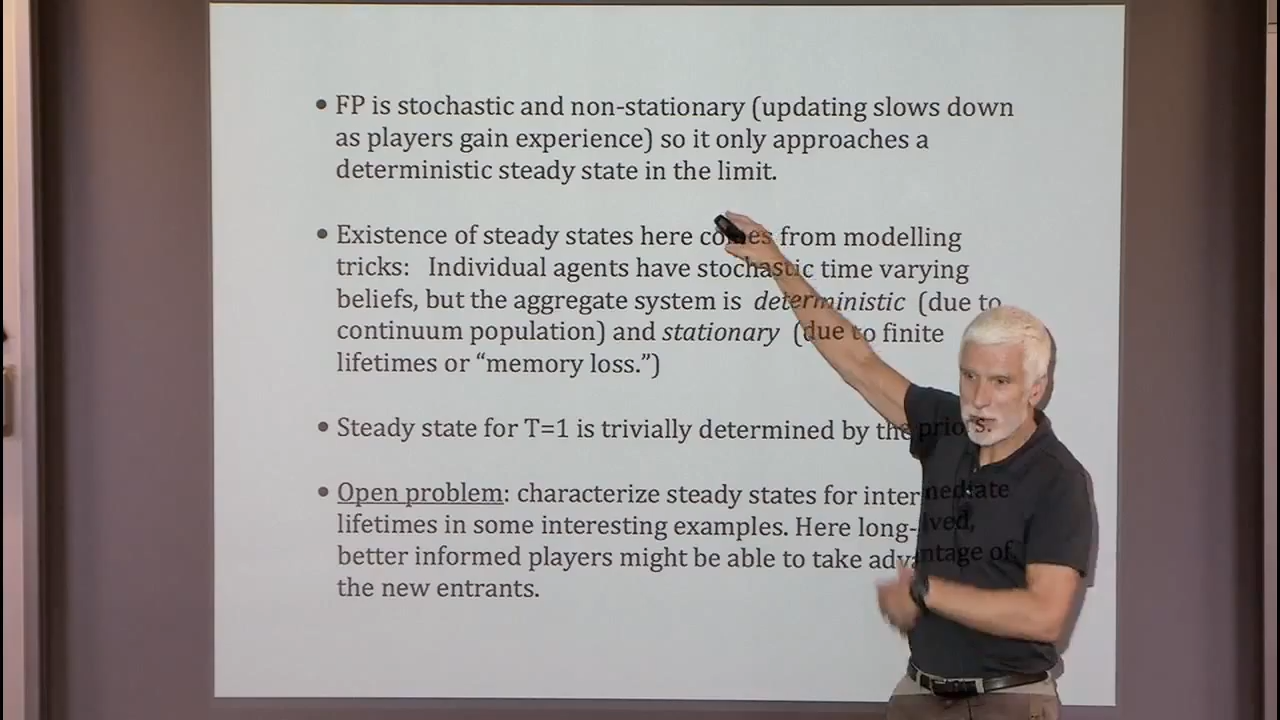 • FP is stochastic and non-stationary (updating slows down
as players gain experience) so it only approaches a
deterministic steady state in the limit.
• Existence of steady states here comes from modelling
tricks: Individual agents have stochastic time varying
beliefs, but the aggregate system is deterministic (due to
continuum population) and stationary (due to finite
lifetimes or “memory loss.”)
• Steady state for T=1 is trivially determined by the priors.
• Open problem: characterize steady states for intermediate
lifetimes in some interesting examples. Here long-lived,
better informed players might be able to take advantage of
the new entrants.